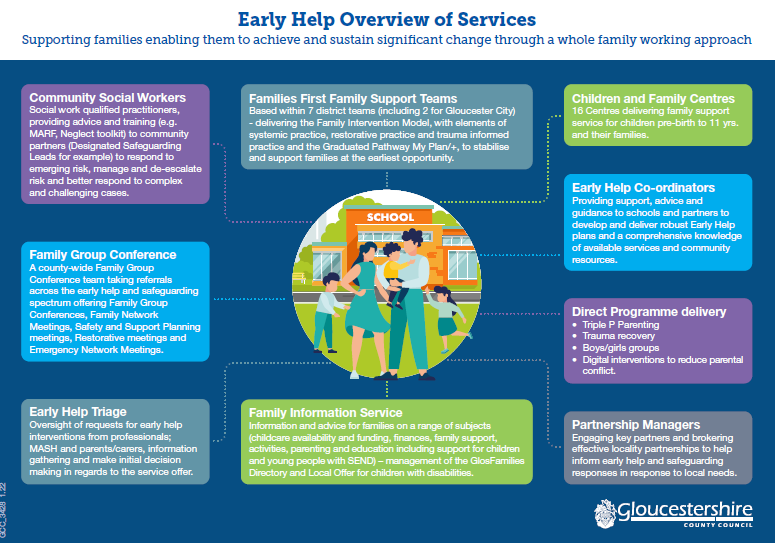 Early Help Overview of Services
Supporting families enabling them to achieve and sustain significant change through a whole family working approach
Community Social Workers
Social work qualified practitioners,
providing advice and training (e.g.
MARF, Neglect toolkit) to community
partners (Designated Safeguarding
Leads for example) to respond to
emerging risk, manage and de-escalate
risk and better respond to complex
and challenging cases.
Families First Family Support Teams
Based within 7 district teams (including 2 for Gloucester City)
- delivering the Family Intervention Model, with elements of
systemic practice, restorative practice and trauma informed
practice and the Graduated Pathway My Plan/+, to stabilise
and support families at the earliest opportunity.
Children and Family Centres
16 Centres delivering family support
service for children pre-birth to 11 yrs.
and their families.
Early Help Co-ordinators
Providing support, advice and
guidance to schools and partners to
develop and deliver robust Early Help
plans and a comprehensive knowledge
of available services and community
resources.
SCHOOL
Family Group Conference
A county-wide Family Group
Conference team taking referrals
across the early help and safeguarding
spectrum offering Family Group
Conferences, Family Network
Meetings, Safety and Support Planning
meetings, Restorative meetings and
Emergency Network Meetings.
Direct Programme delivery
• Triple P Parenting
• Trauma recovery
• Boys/girls groups
• Digital interventions to reduce parental
conflict.
Early Help Triage
Oversight of requests for early help
interventions from professionals;
MASH and parents/carers, information
gathering and make initial decision
making in regards to the service offer.
Family Information Service
Information and advice for families on a range of subjects
(childcare availability and funding, finances, family support,
activities, parenting and education including support for children
and young people with SEND) – management of the GlosFamilies
Directory and Local Offer for children with disabilities.
Partnership Managers
Engaging key partners and brokering
effective locality partnerships to help
inform early help and safeguarding
responses in response to local needs.
GCC_3428 1.22
Gloucestershire
COUNTY COUNCIL